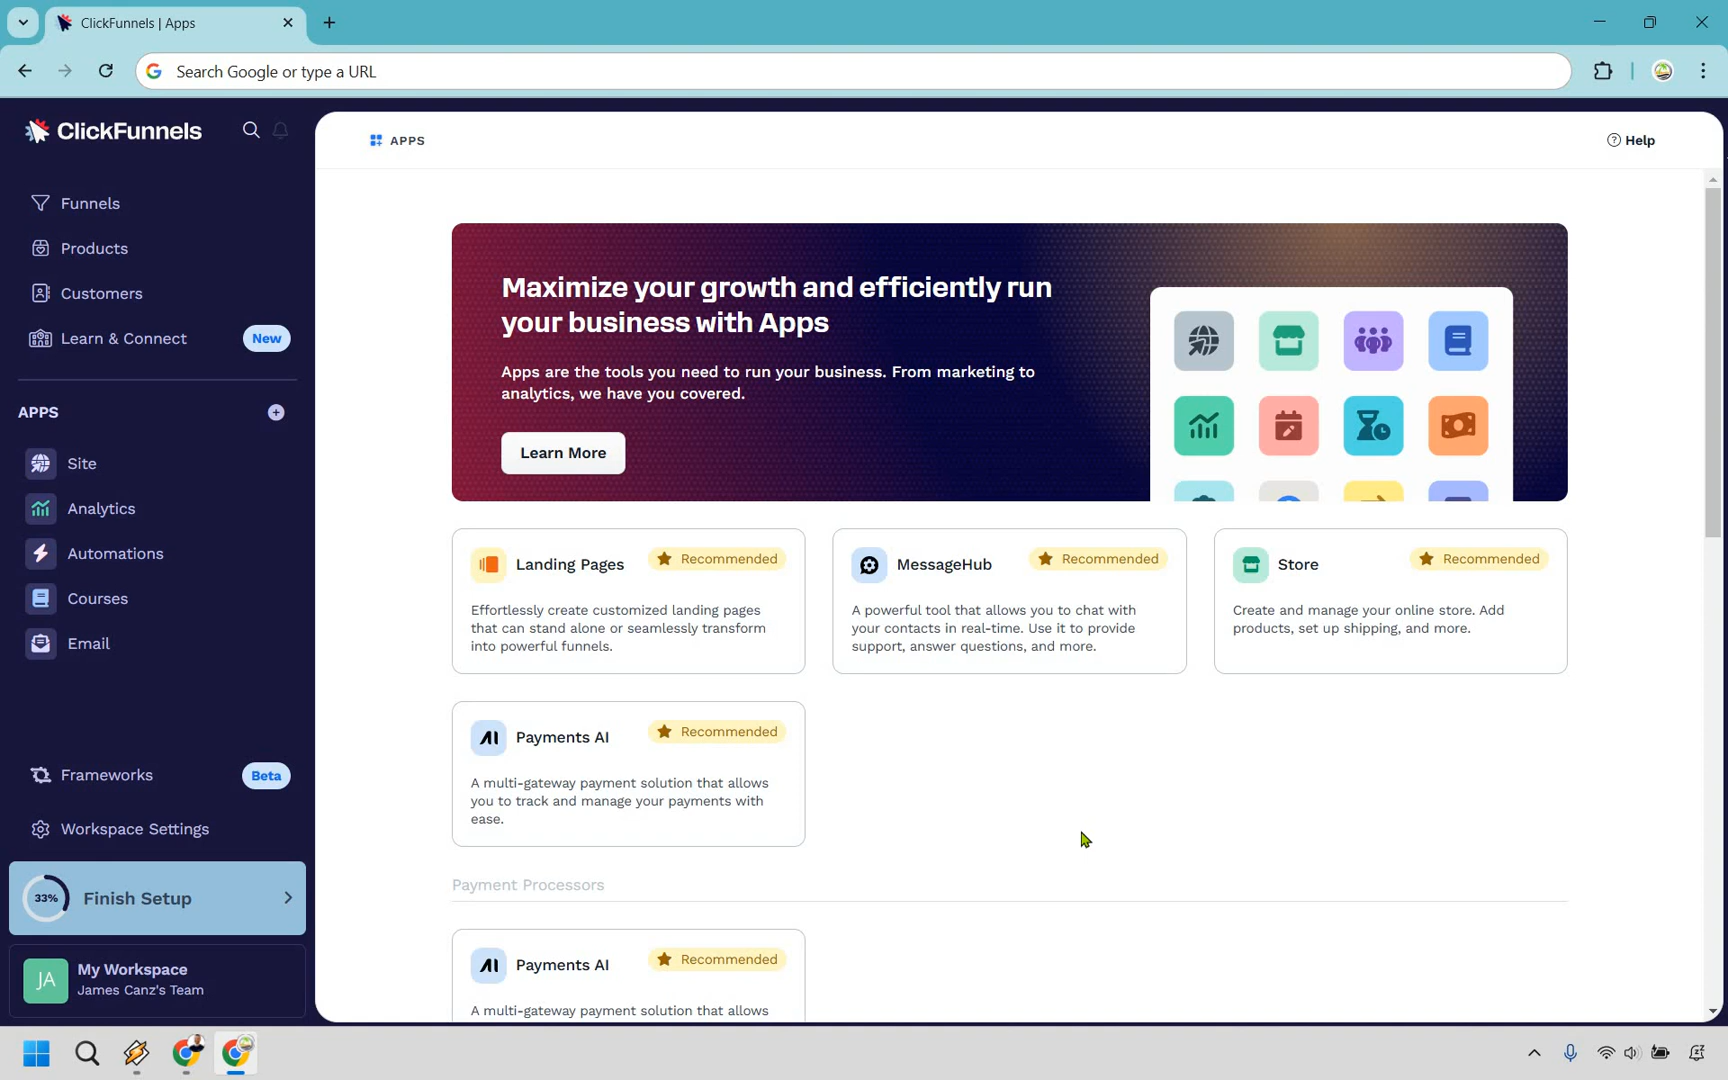 ClickFunnels | Apps
Search Google or type a URL
ClickFunnels
Funnels
Products
Customers
Learn & Connect
New
APPS
Site
Analytics
Automations
Courses
Email
Frameworks
Beta
Workspace Settings
33%
Finish Setup
JA
My Workspace
James Canz's Team
APPS
Help
Maximize your growth and efficiently run
your business with Apps
Apps are the tools you need to run your business. From marketing to
analytics, we have you covered.
Learn More
Landing Pages
Recommended
Effortlessly create customized landing pages
that can stand alone or seamlessly transform
into powerful funnels.
MessageHub
Recommended
A powerful tool that allows you to chat with
your contacts in real-time. Use it to provide
support, answer questions, and more.
Store
Recommended
Create and manage your online store. Add
products, set up shipping, and more.
Payments AI
Recommended
A multi-gateway payment solution that allows
you to track and manage your payments with
ease.
Payment Processors
Payments AI
Recommended
A multi-gateway payment solution that allows